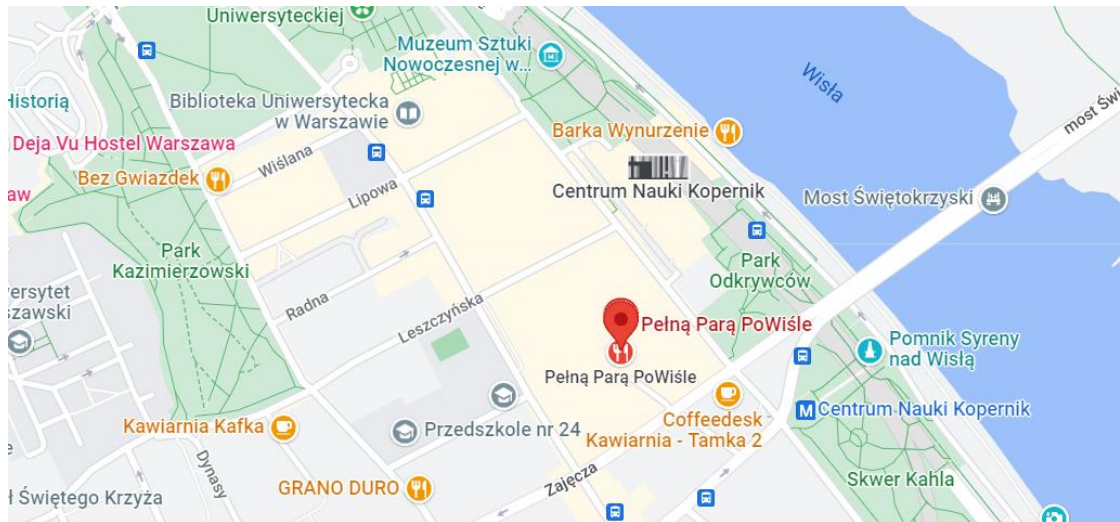 Uniwersyteckiej
Muzeum Sztuki
Nowoczesnej w...
Wisła
most Świ
Historią
Biblioteka Uniwersytecka
w Warszawie
Deja Vu Hostel Warszawa
Barka Wynurzenie
Wiślana
Bez Gwiazdek
aw
Lipowa
Centrum Nauki Kopernik
Most Świętokrzyski
Park
Kazimierzowski
Park
Odkrywców
wersytet
szawski
Radna
Leszczyńska
Pełną Parą PoWiśle
Pomnik Syreny
nad Wisłą
Pełną Parą PoWiśle
M Centrum Nauki Kopernik
Kawiarnia Kafka
Przedszkole nr 24
Coffeedesk
Kawiarnia - Tamka 2
Dynasy
GRANO DURO
Zajęcza
Skwer Kahla
ł Świętego Krzyża